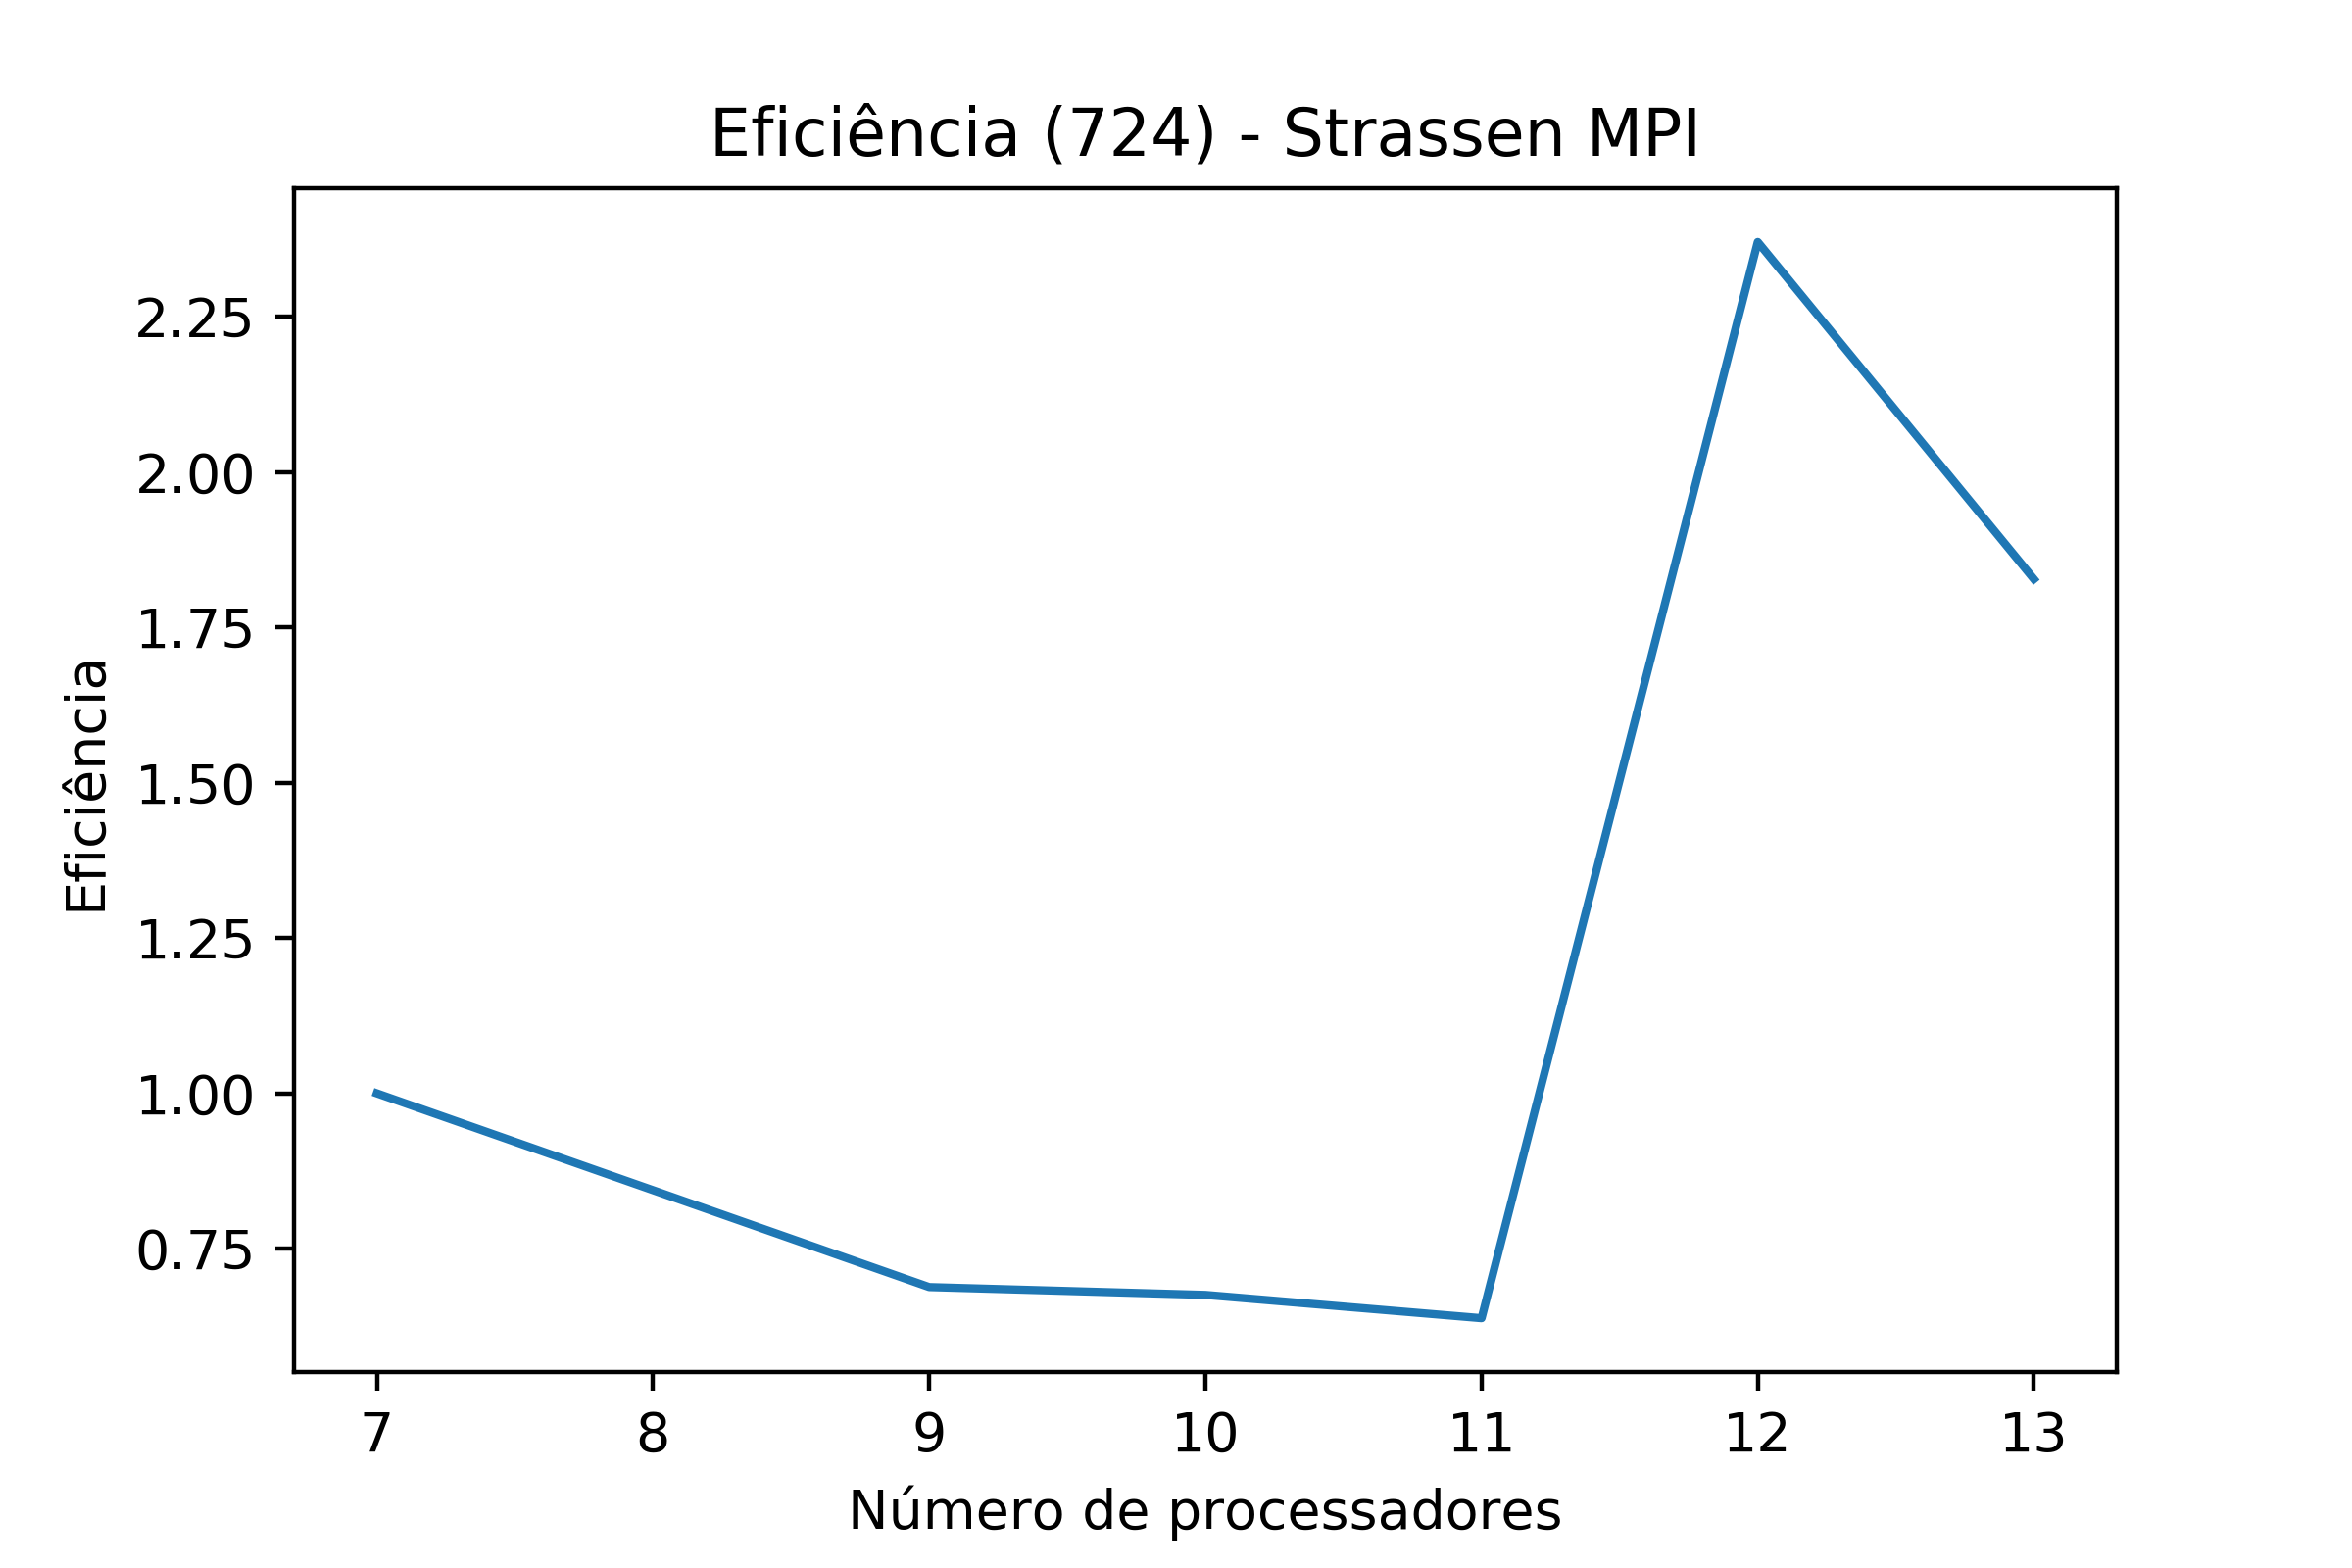 Eficiência (724) - Strassen MPI
Eficiência
2.25
2.00
1.75
1.50
1.25
1.00
0.75
7 8 9 10 11 12 13
Número de processadores